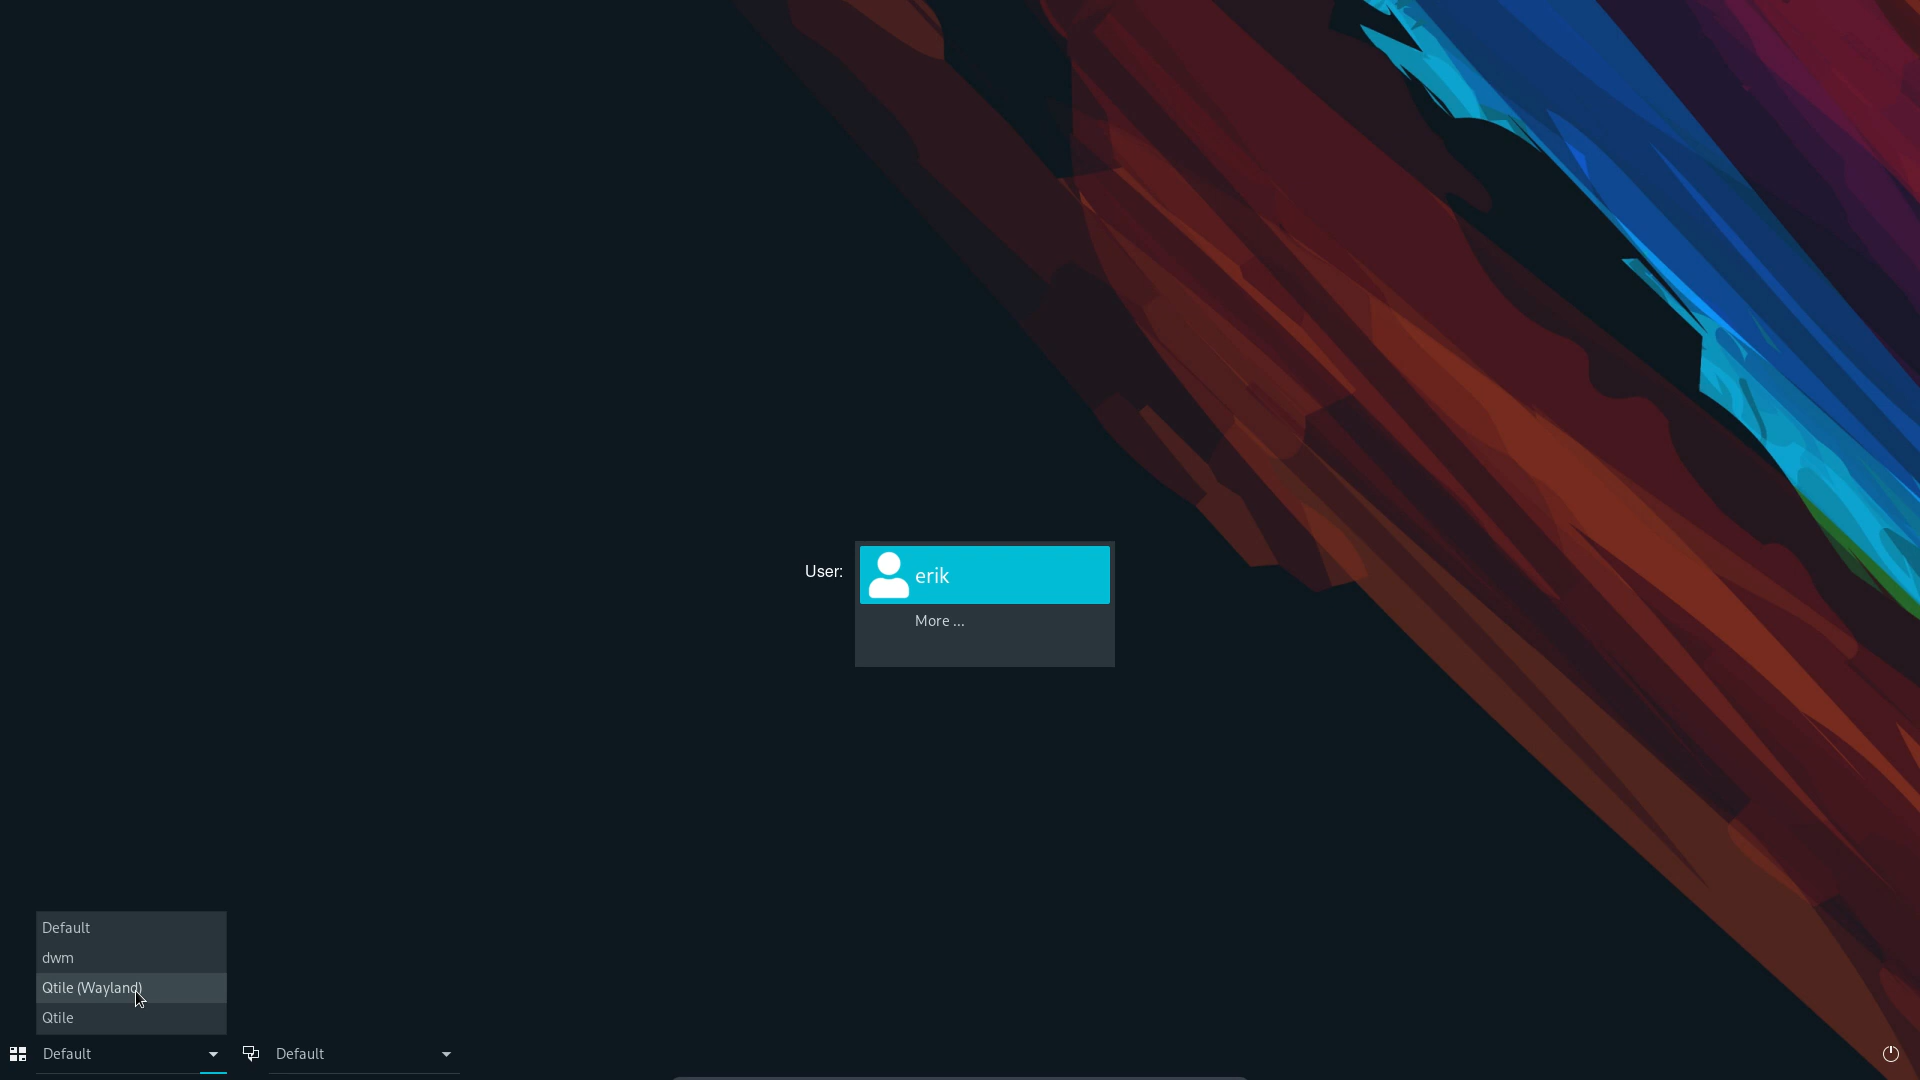 User:
erik
More ...
Default
dwm
Qtile (Wayland)
Qtile
Default
Default